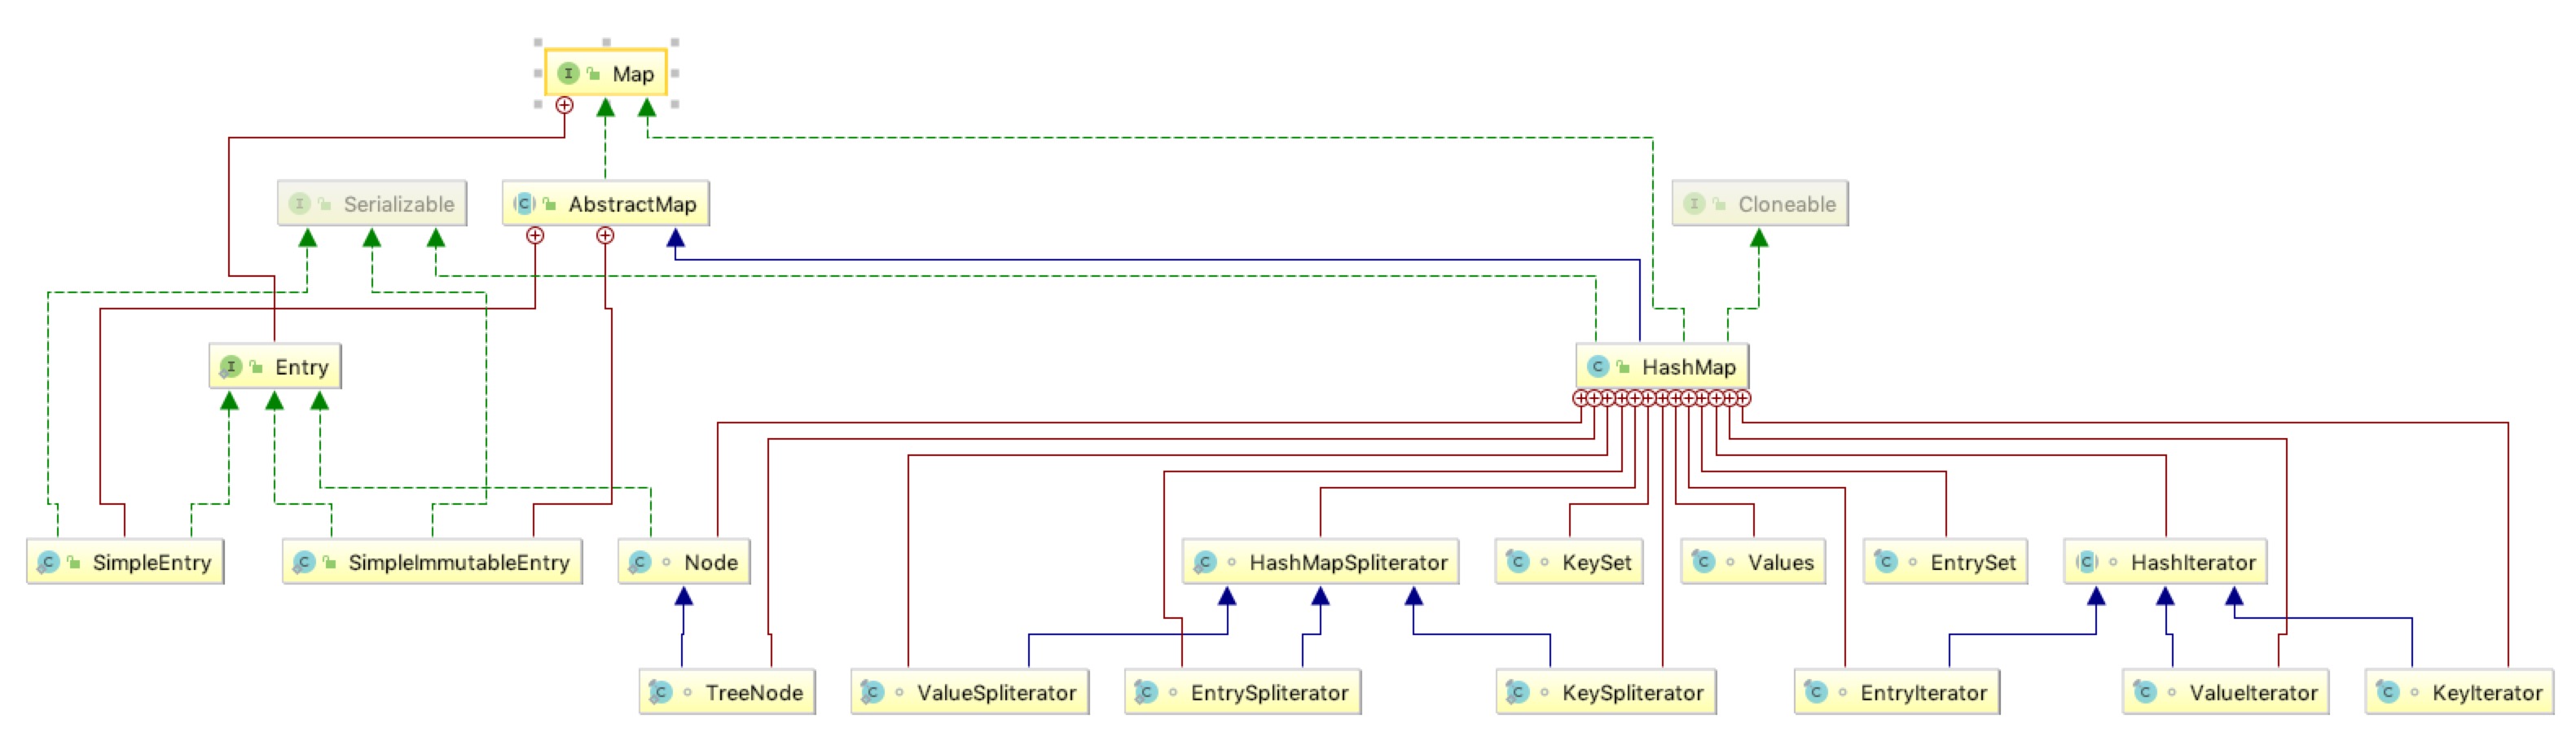 Map
Serializable
AbstractMap
Cloneable
Entry
HashMap
SimpleEntry
SimpleImmutableEntry
Node
HashMapSpliterator
KeySet
Values
EntrySet
HashIterator
TreeNode
ValueSpliterator
EntrySpliterator
KeySpliterator
EntryIterator
ValueIterator
KeyIterator